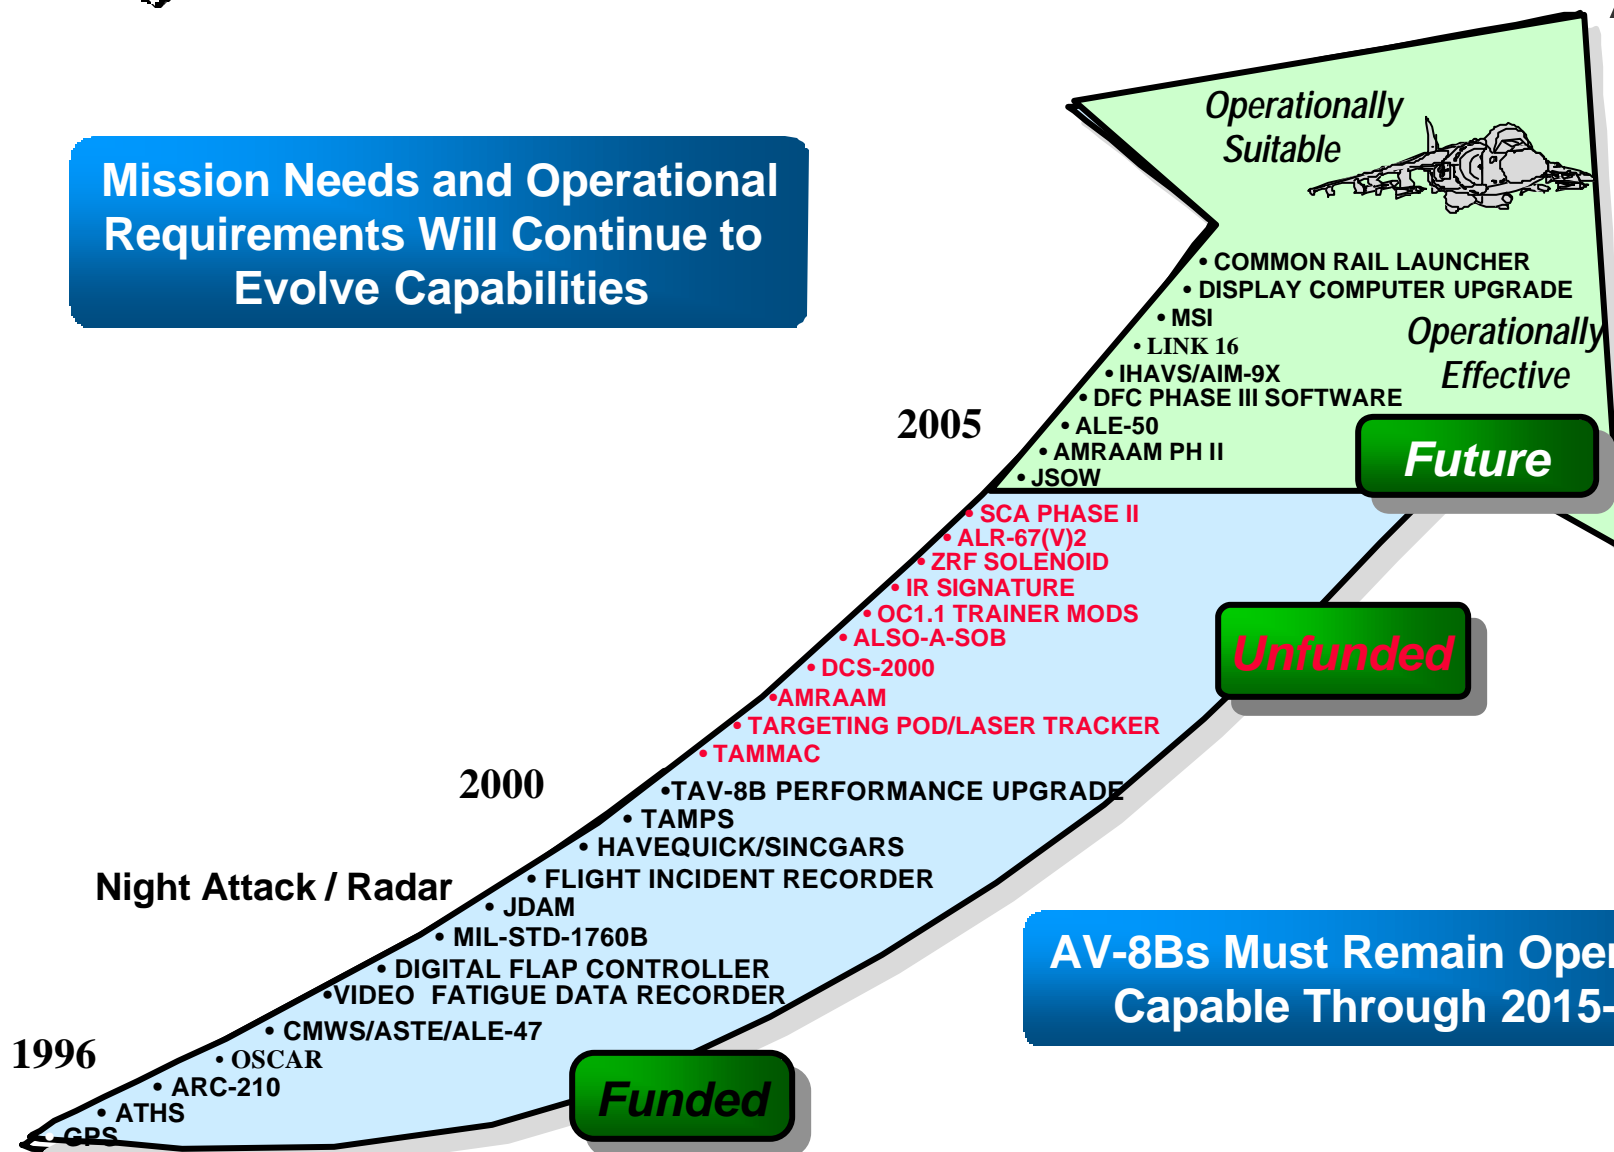 Mission Needs and Operational
Requirements Will Continue to
Evolve Capabilities
Operationally
Suitable
• COMMON RAIL LAUNCHER
• DISPLAY COMPUTER UPGRADE
• MSI
• LINK 16
• IHAVS/AIM-9X
• DFC PHASE III SOFTWARE
• ALE-50
• AMRAAM PH II
• JSOW
Operationally
Effective
2005
Future
• SCA PHASE II
• ALR-67(V)2
• ZRF SOLENOID
• IR SIGNATURE
• OC1.1 TRAINER MODS
• ALSO-A-SOB
• DCS-2000
•AMRAAM
• TARGETING POD/LASER TRACKER
• TAMMAC
Unfunded
2000
•TAV-8B PERFORMANCE UPGRADE
• TAMPS
• HAVEQUICK/SINCGARS
• FLIGHT INCIDENT RECORDER
• JDAM
• MIL-STD-1760B
• DIGITAL FLAP CONTROLLER
•VIDEO FATIGUE DATA RECORDER
• CMWS/ASTE/ALE-47
• OSCAR
• ARC-210
• ATHS
• GPS
Night Attack / Radar
1996
Funded
AV-8Bs Must Remain Oper
Capable Through 2015-